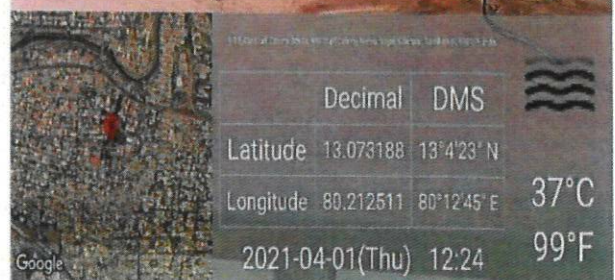 Decimal DMS
Latitude 13.073188 13°4'23" N
Longitude 80.212511 80°12'45" E
2021-04-01(Thu) 12:24
37°C
99°F
Google